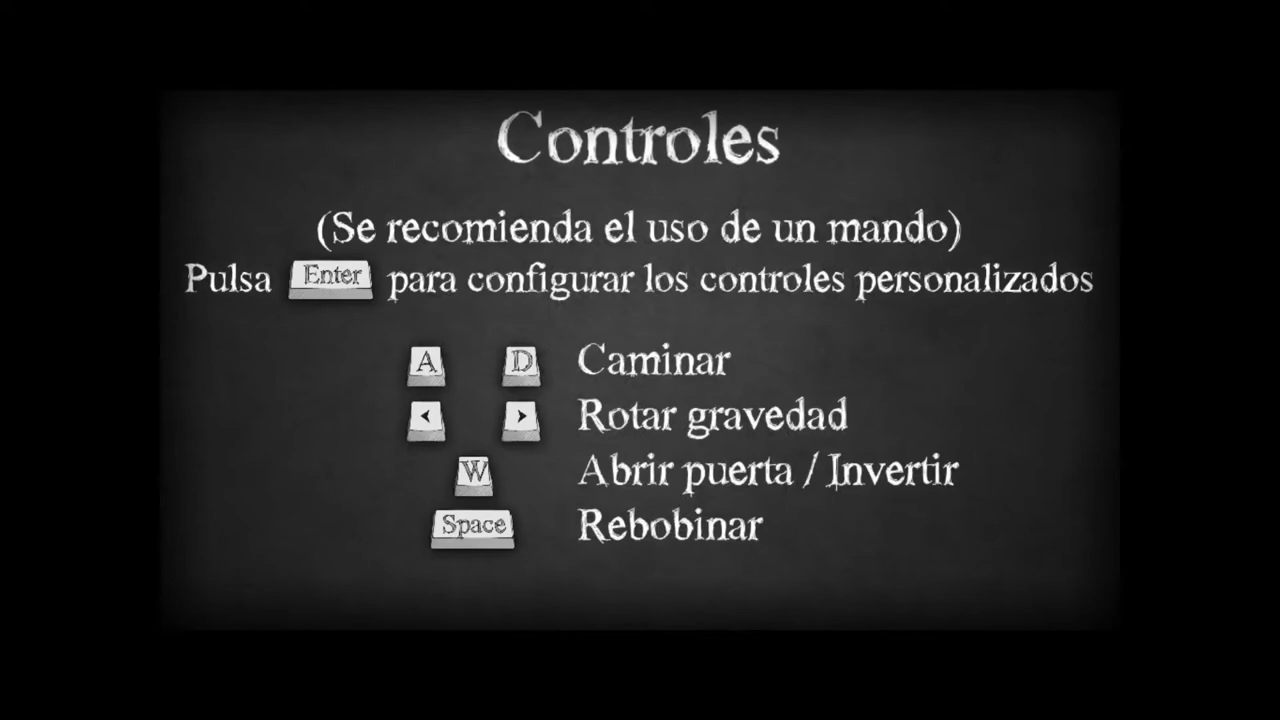 Controles
(Se recomienda el uso de un mando)
Pulsa Enter para configurar los controles personalizados
A D Caminar
< > Rotar gravedad
W Abrir puerta / Invertir
Space Rebobinar